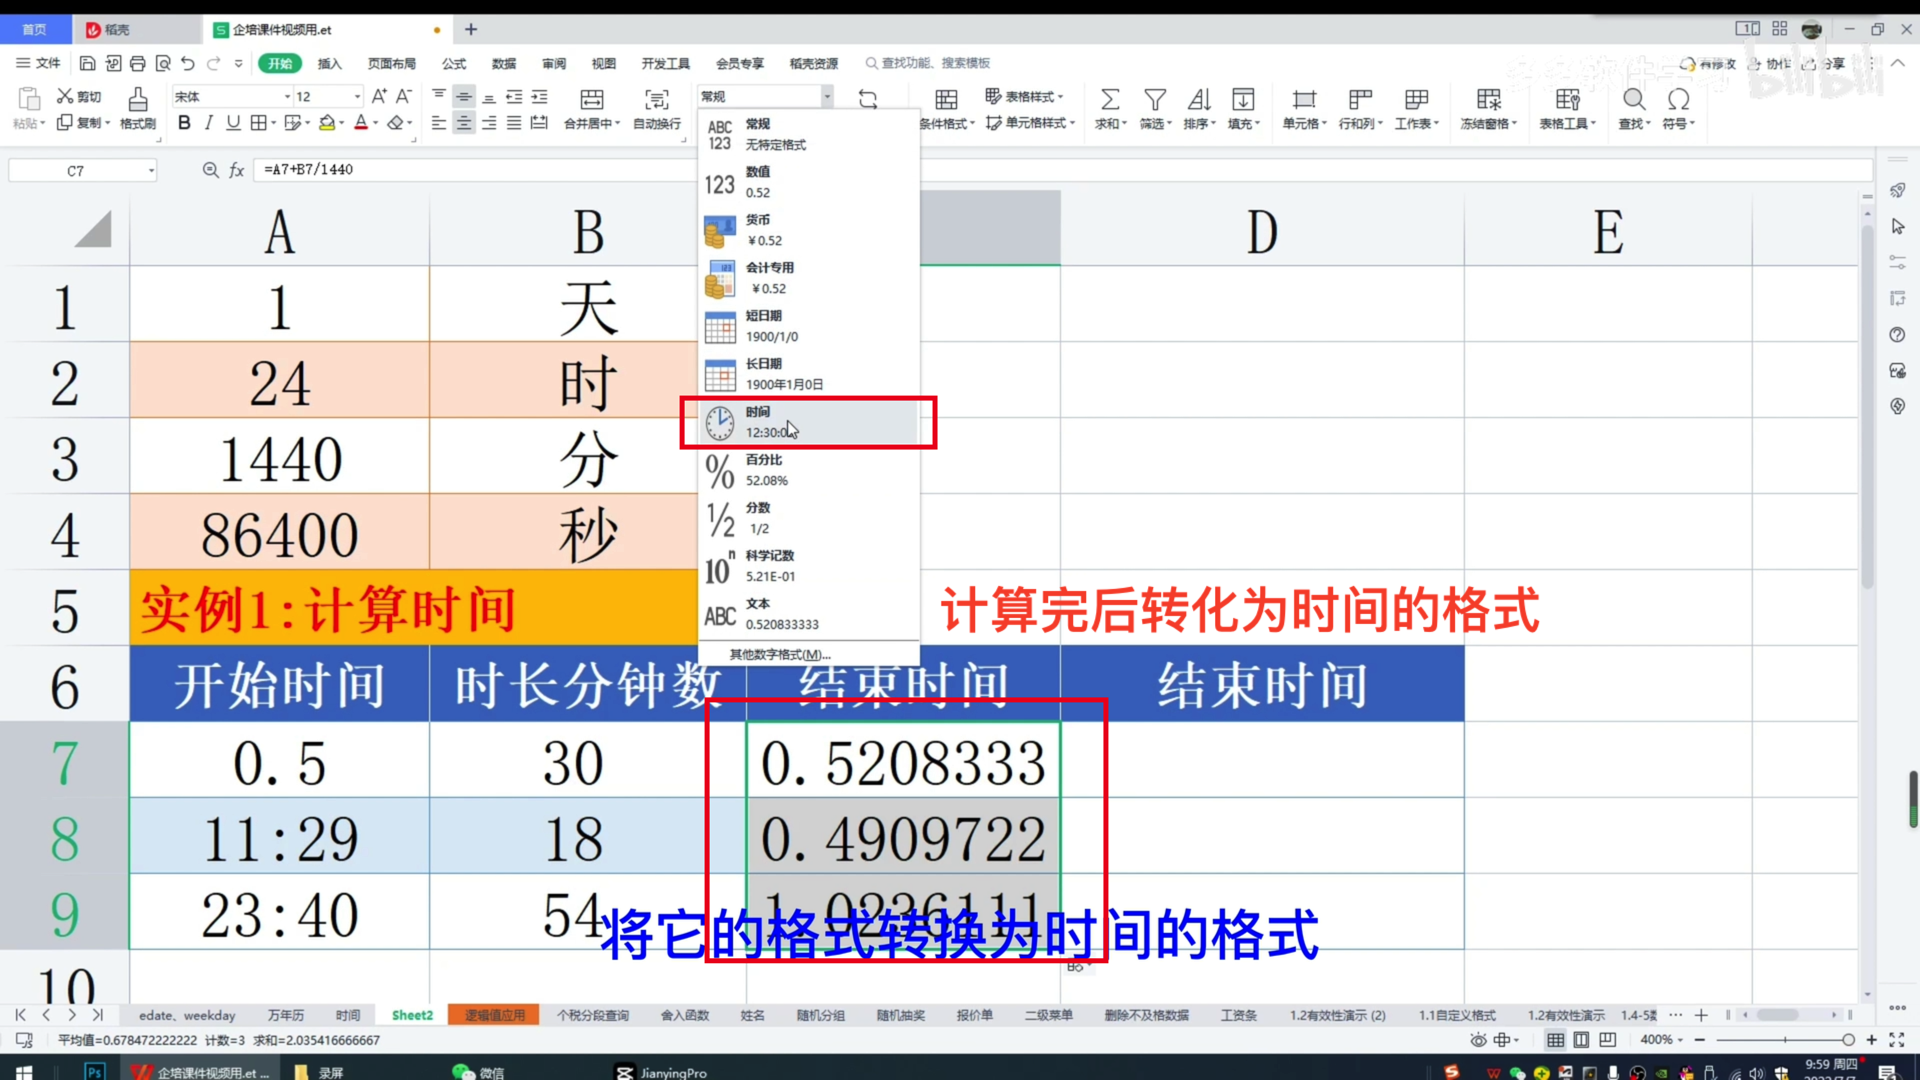 首页 稻壳 企培课件视频用.et
文件 开始 插入 页面布局 公式 数据 审阅 视图 开发工具 会员专享 稻壳资源 查找功能、搜索模板 有修改 协作 分享
bilibili
剪切 宋体 12 A⁺ A⁻ 常规 表格样式
粘贴 复制 格式刷 B I U A 合并居中 自动换行 条件格式 单元格样式 求和 筛选 排序 填充 单元格 行和列 工作表 冻结窗格 表格工具 查找 符号
C7 fx =A7+B7/1440
ABC 123 常规
无特定格式
123 数值
0.52
货币
￥0.52
会计专用
￥0.52
短日期
1900/1/0
长日期
1900年1月0日
时间
12:30:0
% 百分比
52.08%
½ 分数
1/2
10ⁿ 科学记数
5.21E-01
ABC 文本
0.520833333
其他数字格式(M)...
A B D E
1 1 天
2 24 时
3 1440 分
4 86400 秒
5 实例1:计算时间
计算完后转化为时间的格式
6 开始时间 时长分钟数 结束时间 结束时间
7 0.5 30 0.5208333
8 11:29 18 0.4909722
9 23:40 54 1.0236111
将它的格式转换为时间的格式
10
edate、weekday 万年历 时间 Sheet2 逻辑值应用 个税分段查询 舍入函数 姓名 随机分组 随机抽奖 报价单 二级菜单 删除不及格数据 工资条 1.2有效性演示 (2) 1.1自定义格式 1.2有效性演示 ···
平均值=0.678472222222 计数=3 求和=2.035416666667 400%
Ps 企培课件视频用.et ... 录屏 微信 JianyingPro 9:59 周四